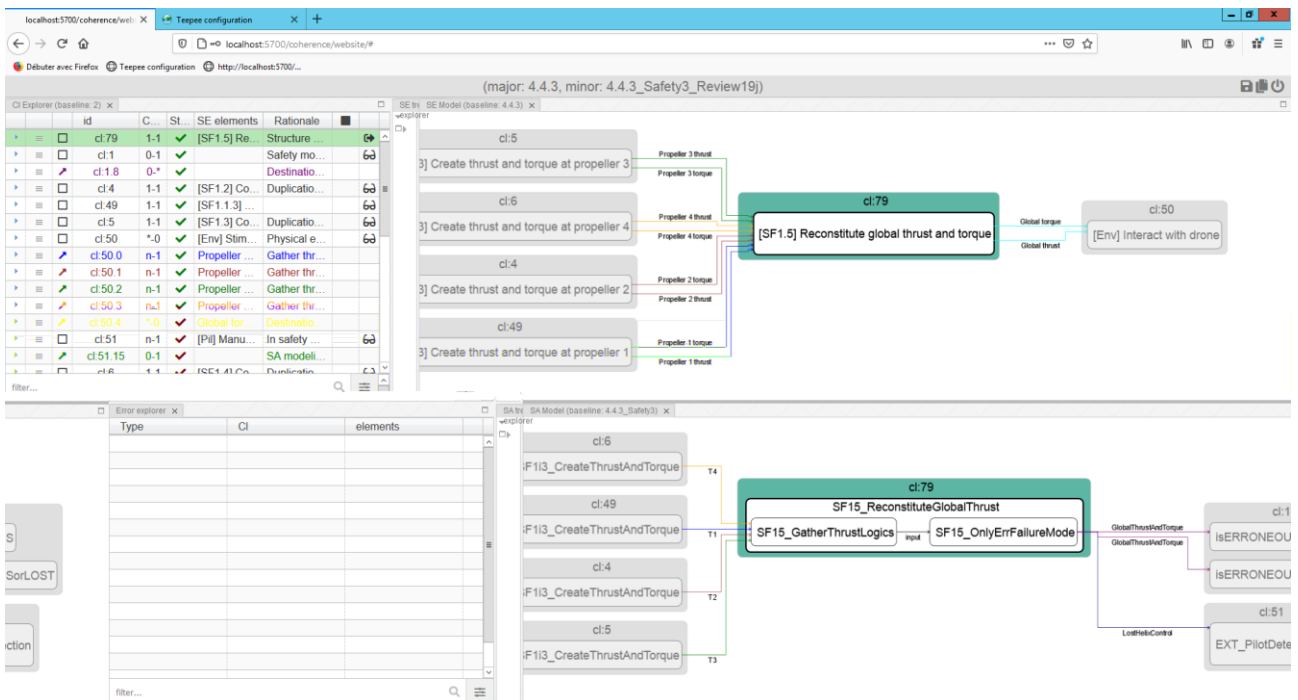 localhost:5700/coherence/web
Teepee configuration
localhost:5700/coherence/website/#
Débuter avec Firefox Teepee configuration http://localhost:5700/...
(major: 4.4.3, minor: 4.4.3_Safety3_Review19j)
CI Explorer (baseline: 2)
id C... St... SE elements Rationale
cl:79 1-1 [SF1.5] Re... Structure ...
cl:1 0-1 Safety mo...
cl:1.8 0-* Destinatio...
cl:4 1-1 [SF1.2] Co... Duplicatio...
cl:49 1-1 [SF1.1.3] ...
cl:5 1-1 [SF1.3] Co... Duplicatio...
cl:50 *-0 [Env] Stim... Physical e...
cl:50.0 n-1 Propeller ... Gather thr...
cl:50.1 n-1 Propeller ... Gather thr...
cl:50.2 n-1 Propeller ... Gather thr...
cl:50.3 n-1 Propeller ... Gather thr...
cl:50.4 *-0 Global tor... Destinatio...
cl:51 n-1 [Pil] Manu... In safety ...
cl:51.15 0-1 SA modeli...
cl:6 1-1 [SF1.4] Co... Duplicatio...
filter...
SE tre
SE Model (baseline: 4.4.3)
explorer
cl:5
3] Create thrust and torque at propeller 3
Propeller 3 thrust
Propeller 3 torque
cl:6
3] Create thrust and torque at propeller 4
Propeller 4 thrust
Propeller 4 torque
cl:4
3] Create thrust and torque at propeller 2
Propeller 2 torque
Propeller 2 thrust
cl:49
3] Create thrust and torque at propeller 1
Propeller 1 torque
Propeller 1 thrust
cl:79
[SF1.5] Reconstitute global thrust and torque
Global torque
Global thrust
cl:50
[Env] Interact with drone
S
SorLOST
ction
Error explorer
Type CI elements
filter...
SA tre
SA Model (baseline: 4.4.3_Safety3)
explorer
cl:6
SF1i3_CreateThrustAndTorque
T4
cl:49
SF1i3_CreateThrustAndTorque
T1
cl:4
SF1i3_CreateThrustAndTorque
T2
cl:5
SF1i3_CreateThrustAndTorque
T3
cl:79
SF15_ReconstituteGlobalThrust
SF15_GatherThrustLogics
input
SF15_OnlyErrFailureMode
GlobalThrustAndTorque
GlobalThrustAndTorque
LostHelixControl
cl:1
isERRONEOU
isERRONEOU
cl:51
EXT_PilotDete